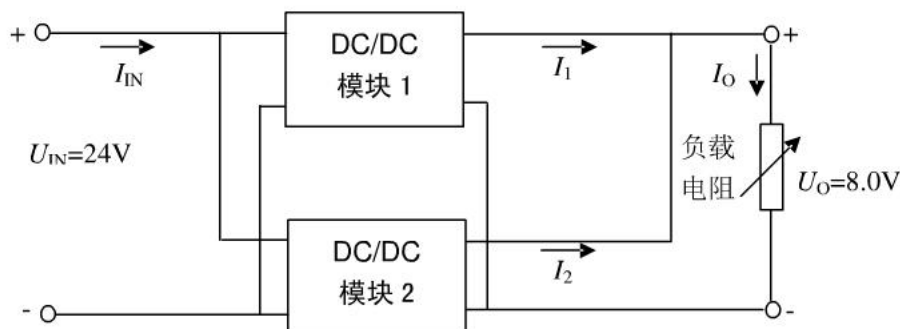 +
I_IN
DC/DC
模块 1
I_1
+
I_O
U_IN=24V
负载
电阻
U_O=8.0V
DC/DC
模块 2
I_2
-
-